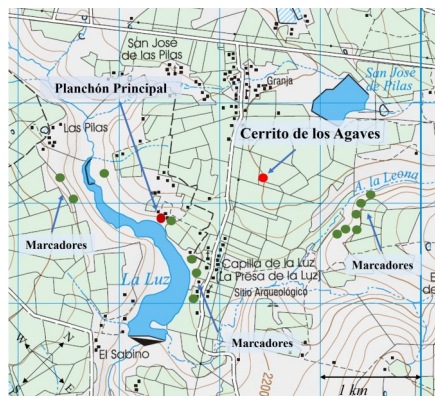 SAN JOSÉ
DE LAS PILAS
Granja
SAN JOSÉ
DE PILAS
Planchón Principal
Las Pilas
Cerrito de los Agaves
A. la Leona
Marcadores
Marcadores
La Luz
Capilla de la Luz
[La Presa de la Luz]
Sitio Arqueológico
Marcadores
El Sabino
N
W
E
S
2200
1 km